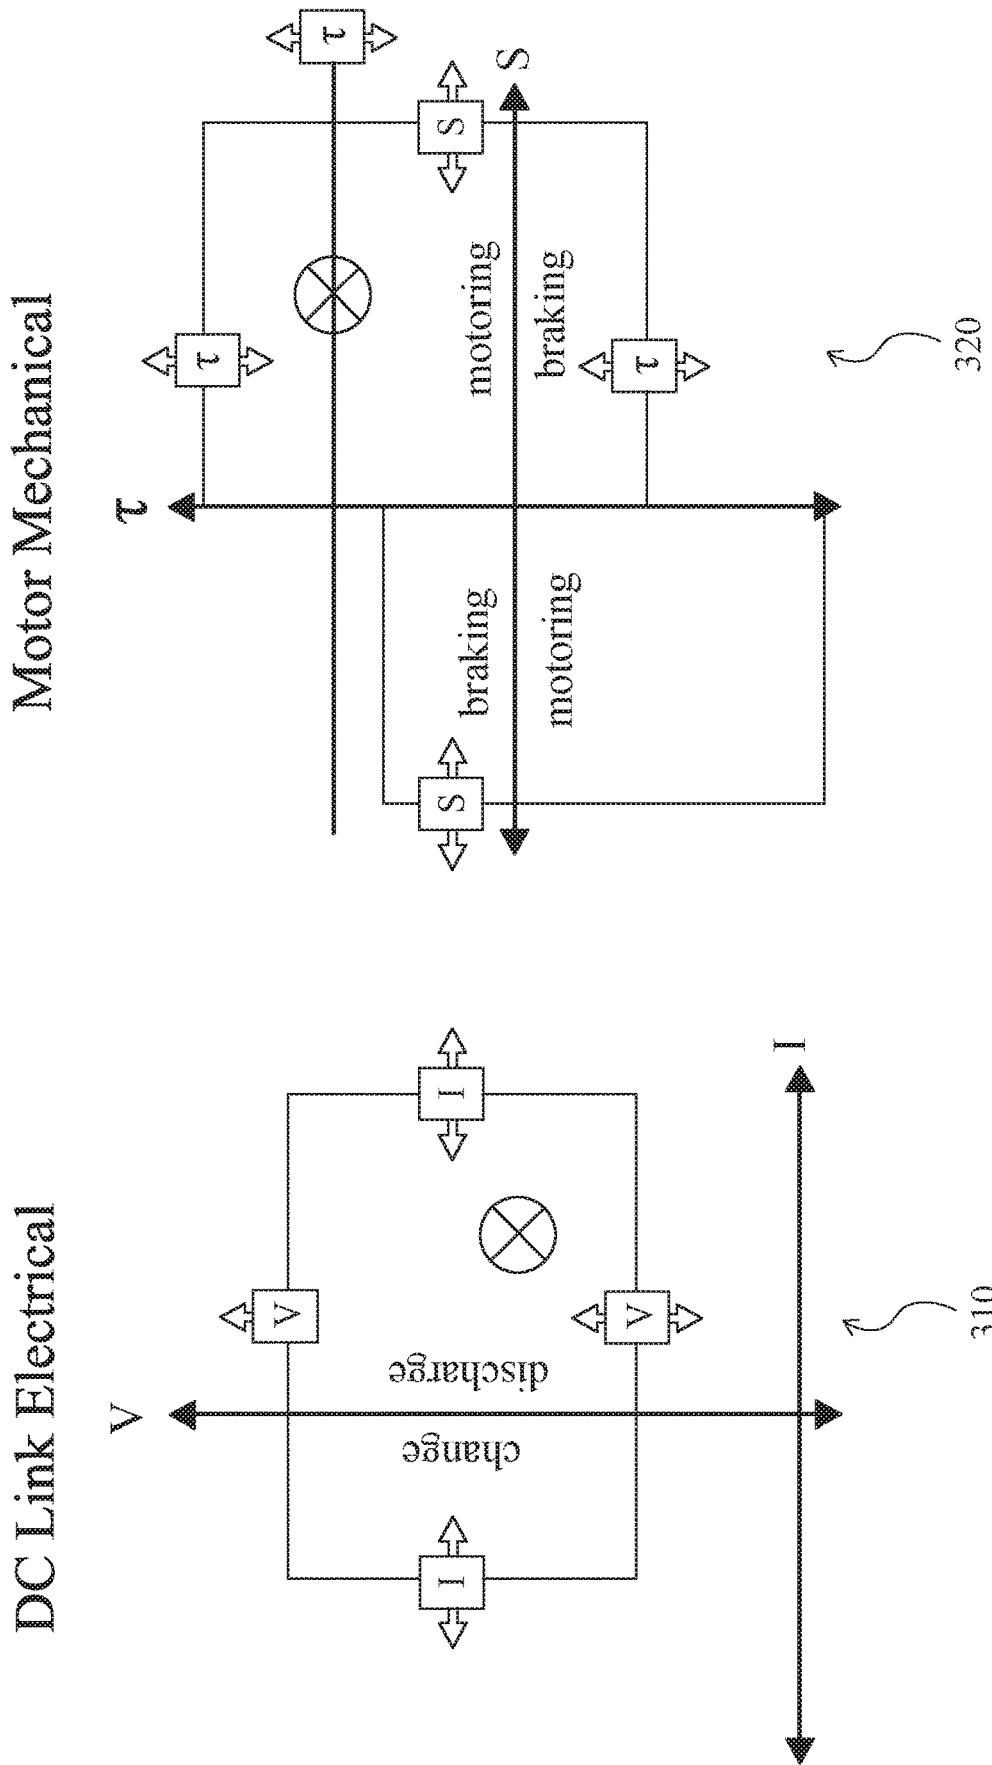 DC Link Electrical
V
V
I
I
change
discharge
V
I
310
Motor Mechanical
τ
τ
τ
S
S
S
braking
motoring
motoring
braking
τ
320